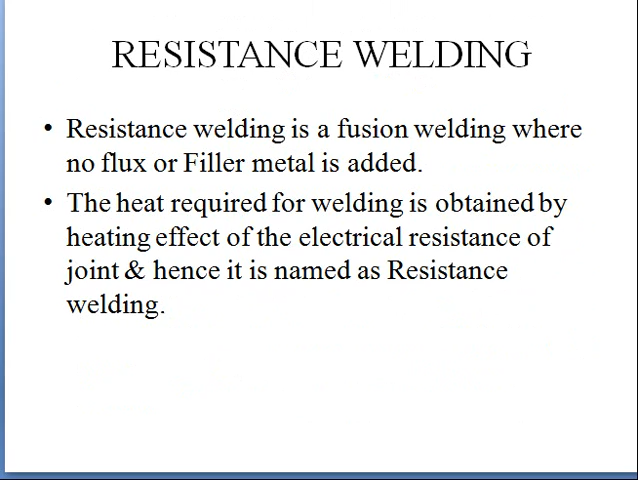 RESISTANCE WELDING
• Resistance welding is a fusion welding where
no flux or Filler metal is added.
• The heat required for welding is obtained by
heating effect of the electrical resistance of
joint & hence it is named as Resistance
welding.